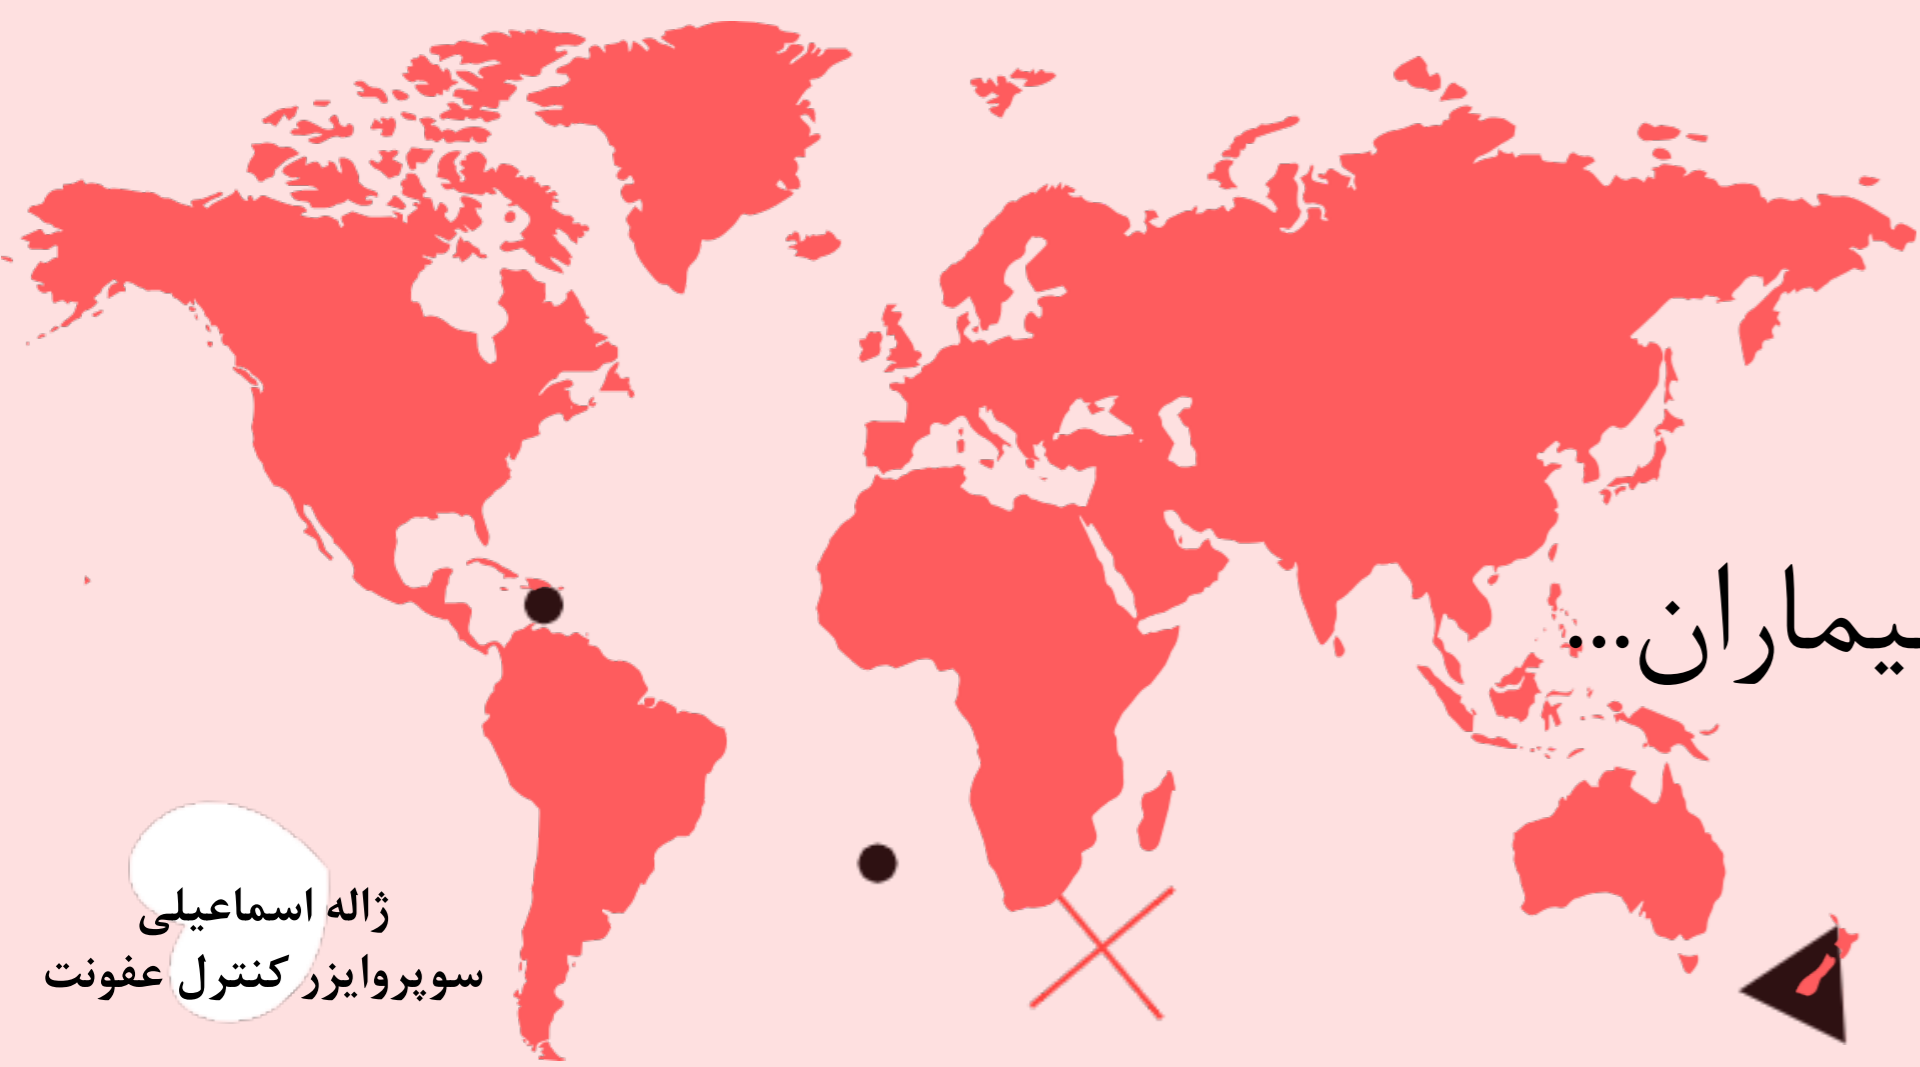 یماران...
ژاله اسماعیلی
سوپروایزر کنترل عفونت